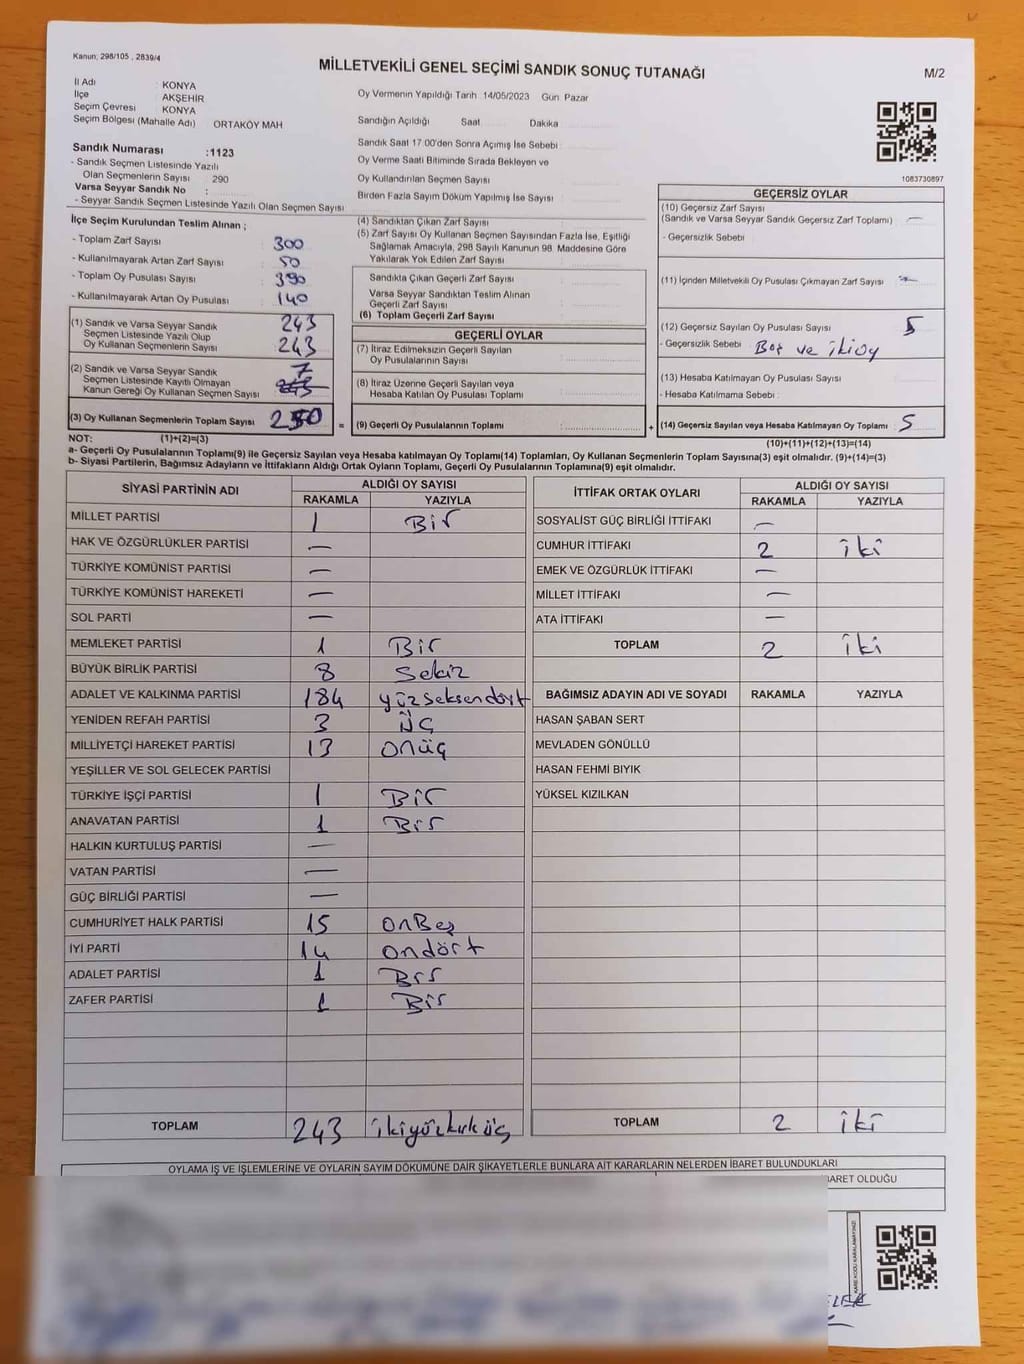 Kanun; 298/105 , 2839/4
MİLLETVEKİLİ GENEL SEÇİMİ SANDIK SONUÇ TUTANAĞI
M/2
İl Adı : KONYA
İlçe : AKŞEHİR
Seçim Çevresi : KONYA
Seçim Bölgesi (Mahalle Adı) ORTAKÖY MAH
Sandık Numarası :1123
- Sandık Seçmen Listesinde Yazılı
Olan Seçmenlerin Sayısı 290
Varsa Seyyar Sandık No :
- Seyyar Sandık Seçmen Listesinde Yazılı Olan Seçmen Sayısı
Oy Vermenin Yapıldığı Tarih 14/05/2023 Gün: Pazar
Sandığın Açıldığı Saat Dakika
Sandık Saat 17.00'den Sonra Açımış İse Sebebi :
Oy Verme Saati Bitiminde Sırada Bekleyen ve
Oy Kullandırılan Seçmen Sayısı :
Birden Fazla Sayım Döküm Yapılmış İse Sayısı :
1083730897
İlçe Seçim Kurulundan Teslim Alınan ;
- Toplam Zarf Sayısı : 300
- Kullanılmayarak Artan Zarf Sayısı : 50
- Toplam Oy Pusulası Sayısı : 390
- Kullanılmayarak Artan Oy Pusulası : 140
(1) Sandık ve Varsa Seyyar Sandık 243
Seçmen Listesinde Yazılı Olup
Oy Kullanan Seçmenlerin Sayısı 243
(2) Sandık ve Varsa Seyyar Sandık 7
Seçmen Listesinde Kayıtlı Olmayan
Kanun Gereği Oy Kullanan Seçmen Sayısı
(3) Oy Kullanan Seçmenlerin Toplam Sayısı 250 =
(4) Sandıktan Çıkan Zarf Sayısı :
(5) Zarf Sayısı Oy Kullanan Seçmen Sayısından Fazla İse, Eşitliği
Sağlamak Amacıyla, 298 Sayılı Kanunun 98. Maddesine Göre
Yakılarak Yok Edilen Zarf Sayısı :
Sandıkta Çıkan Geçerli Zarf Sayısı :
Varsa Seyyar Sandıktan Teslim Alınan
Geçerli Zarf Sayısı :
(6) Toplam Geçerli Zarf Sayısı :
GEÇERLİ OYLAR
(7) İtiraz Edilmeksizin Geçerli Sayılan
Oy Pusulalarının Sayısı :
(8) İtiraz Üzerine Geçerli Sayılan veya
Hesaba Katılan Oy Pusulası Toplamı :
(9) Geçerli Oy Pusulalarının Toplamı : +
GEÇERSİZ OYLAR
(10) Geçersiz Zarf Sayısı
(Sandık ve Varsa Seyyar Sandık Geçersiz Zarf Toplamı) : —
- Geçersizlik Sebebi :
(11) İçinden Milletvekili Oy Pusulası Çıkmayan Zarf Sayısı : —
(12) Geçersiz Sayılan Oy Pusulası Sayısı : 5
- Geçersizlik Sebebi : Boş ve iki oy
(13) Hesaba Katılmayan Oy Pusulası Sayısı :
- Hesaba Katılmama Sebebi :
(14) Geçersiz Sayılan veya Hesaba Katılmayan Oy Toplamı : 5
NOT: (1)+(2)=(3) (10)+(11)+(12)+(13)=(14)
a- Geçerli Oy Pusulalarının Toplamı(9) ile Geçersiz Sayılan veya Hesaba katılmayan Oy Toplamı(14) Toplamları, Oy Kullanan Seçmenlerin Toplam Sayısına(3) eşit olmalıdır. (9)+(14)=(3)
b- Siyasi Partilerin, Bağımsız Adayların ve İttifakların Aldığı Ortak Oyların Toplamı, Geçerli Oy Pusulalarının Toplamına(9) eşit olmalıdır.
SİYASİ PARTİNİN ADI ALDIĞI OY SAYISI
RAKAMLA YAZIYLA
MİLLET PARTİSİ 1 Bir
HAK VE ÖZGÜRLÜKLER PARTİSİ —
TÜRKİYE KOMÜNİST PARTİSİ —
TÜRKİYE KOMÜNİST HAREKETİ —
SOL PARTİ —
MEMLEKET PARTİSİ 1 Bir
BÜYÜK BİRLİK PARTİSİ 8 Sekiz
ADALET VE KALKINMA PARTİSİ 184 yüzseksendört
YENİDEN REFAH PARTİSİ 3 Üç
MİLLİYETÇİ HAREKET PARTİSİ 13 onüç
YEŞİLLER VE SOL GELECEK PARTİSİ
TÜRKİYE İŞÇİ PARTİSİ 1 Bir
ANAVATAN PARTİSİ 1 Bir
HALKIN KURTULUŞ PARTİSİ —
VATAN PARTİSİ —
GÜÇ BİRLİĞİ PARTİSİ —
CUMHURİYET HALK PARTİSİ 15 onBeş
İYİ PARTİ 14 ondört
ADALET PARTİSİ 1 Bir
ZAFER PARTİSİ 1 Bir
TOPLAM 243 ikiyüzkırküç
İTTİFAK ORTAK OYLARI ALDIĞI OY SAYISI
RAKAMLA YAZIYLA
SOSYALİST GÜÇ BİRLİĞİ İTTİFAKI —
CUMHUR İTTİFAKI 2 iki
EMEK VE ÖZGÜRLÜK İTTİFAKI —
MİLLET İTTİFAKI —
ATA İTTİFAKI —
TOPLAM 2 iki
BAĞIMSIZ ADAYIN ADI VE SOYADI RAKAMLA YAZIYLA
HASAN ŞABAN SERT
MEVLADEN GÖNÜLLÜ
HASAN FEHMİ BIYIK
YÜKSEL KIZILKAN
TOPLAM 2 iki
OYLAMA İŞ VE İŞLEMLERİNE VE OYLARIN SAYIM DÖKÜMÜNE DAİR ŞİKAYETLERLE BUNLARA AİT KARARLARIN NELERDEN İBARET BULUNDUKLARI
BARET OLDUĞU
KARE KODU KARALAMAYINIZ!